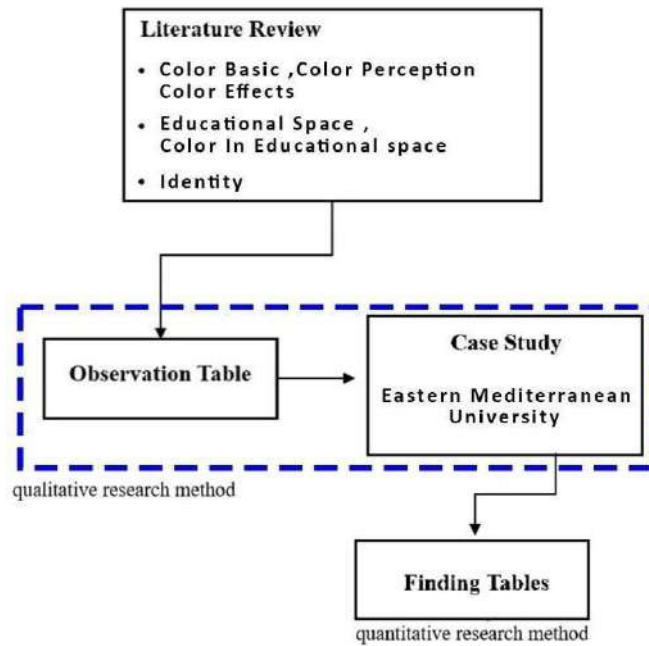 Literature Review
• Color Basic ,Color Perception
Color Effects
• Educational Space ,
Color In Educational space
• Identity
Observation Table
Case Study
Eastern Mediterranean
University
qualitative research method
Finding Tables
quantitative research method